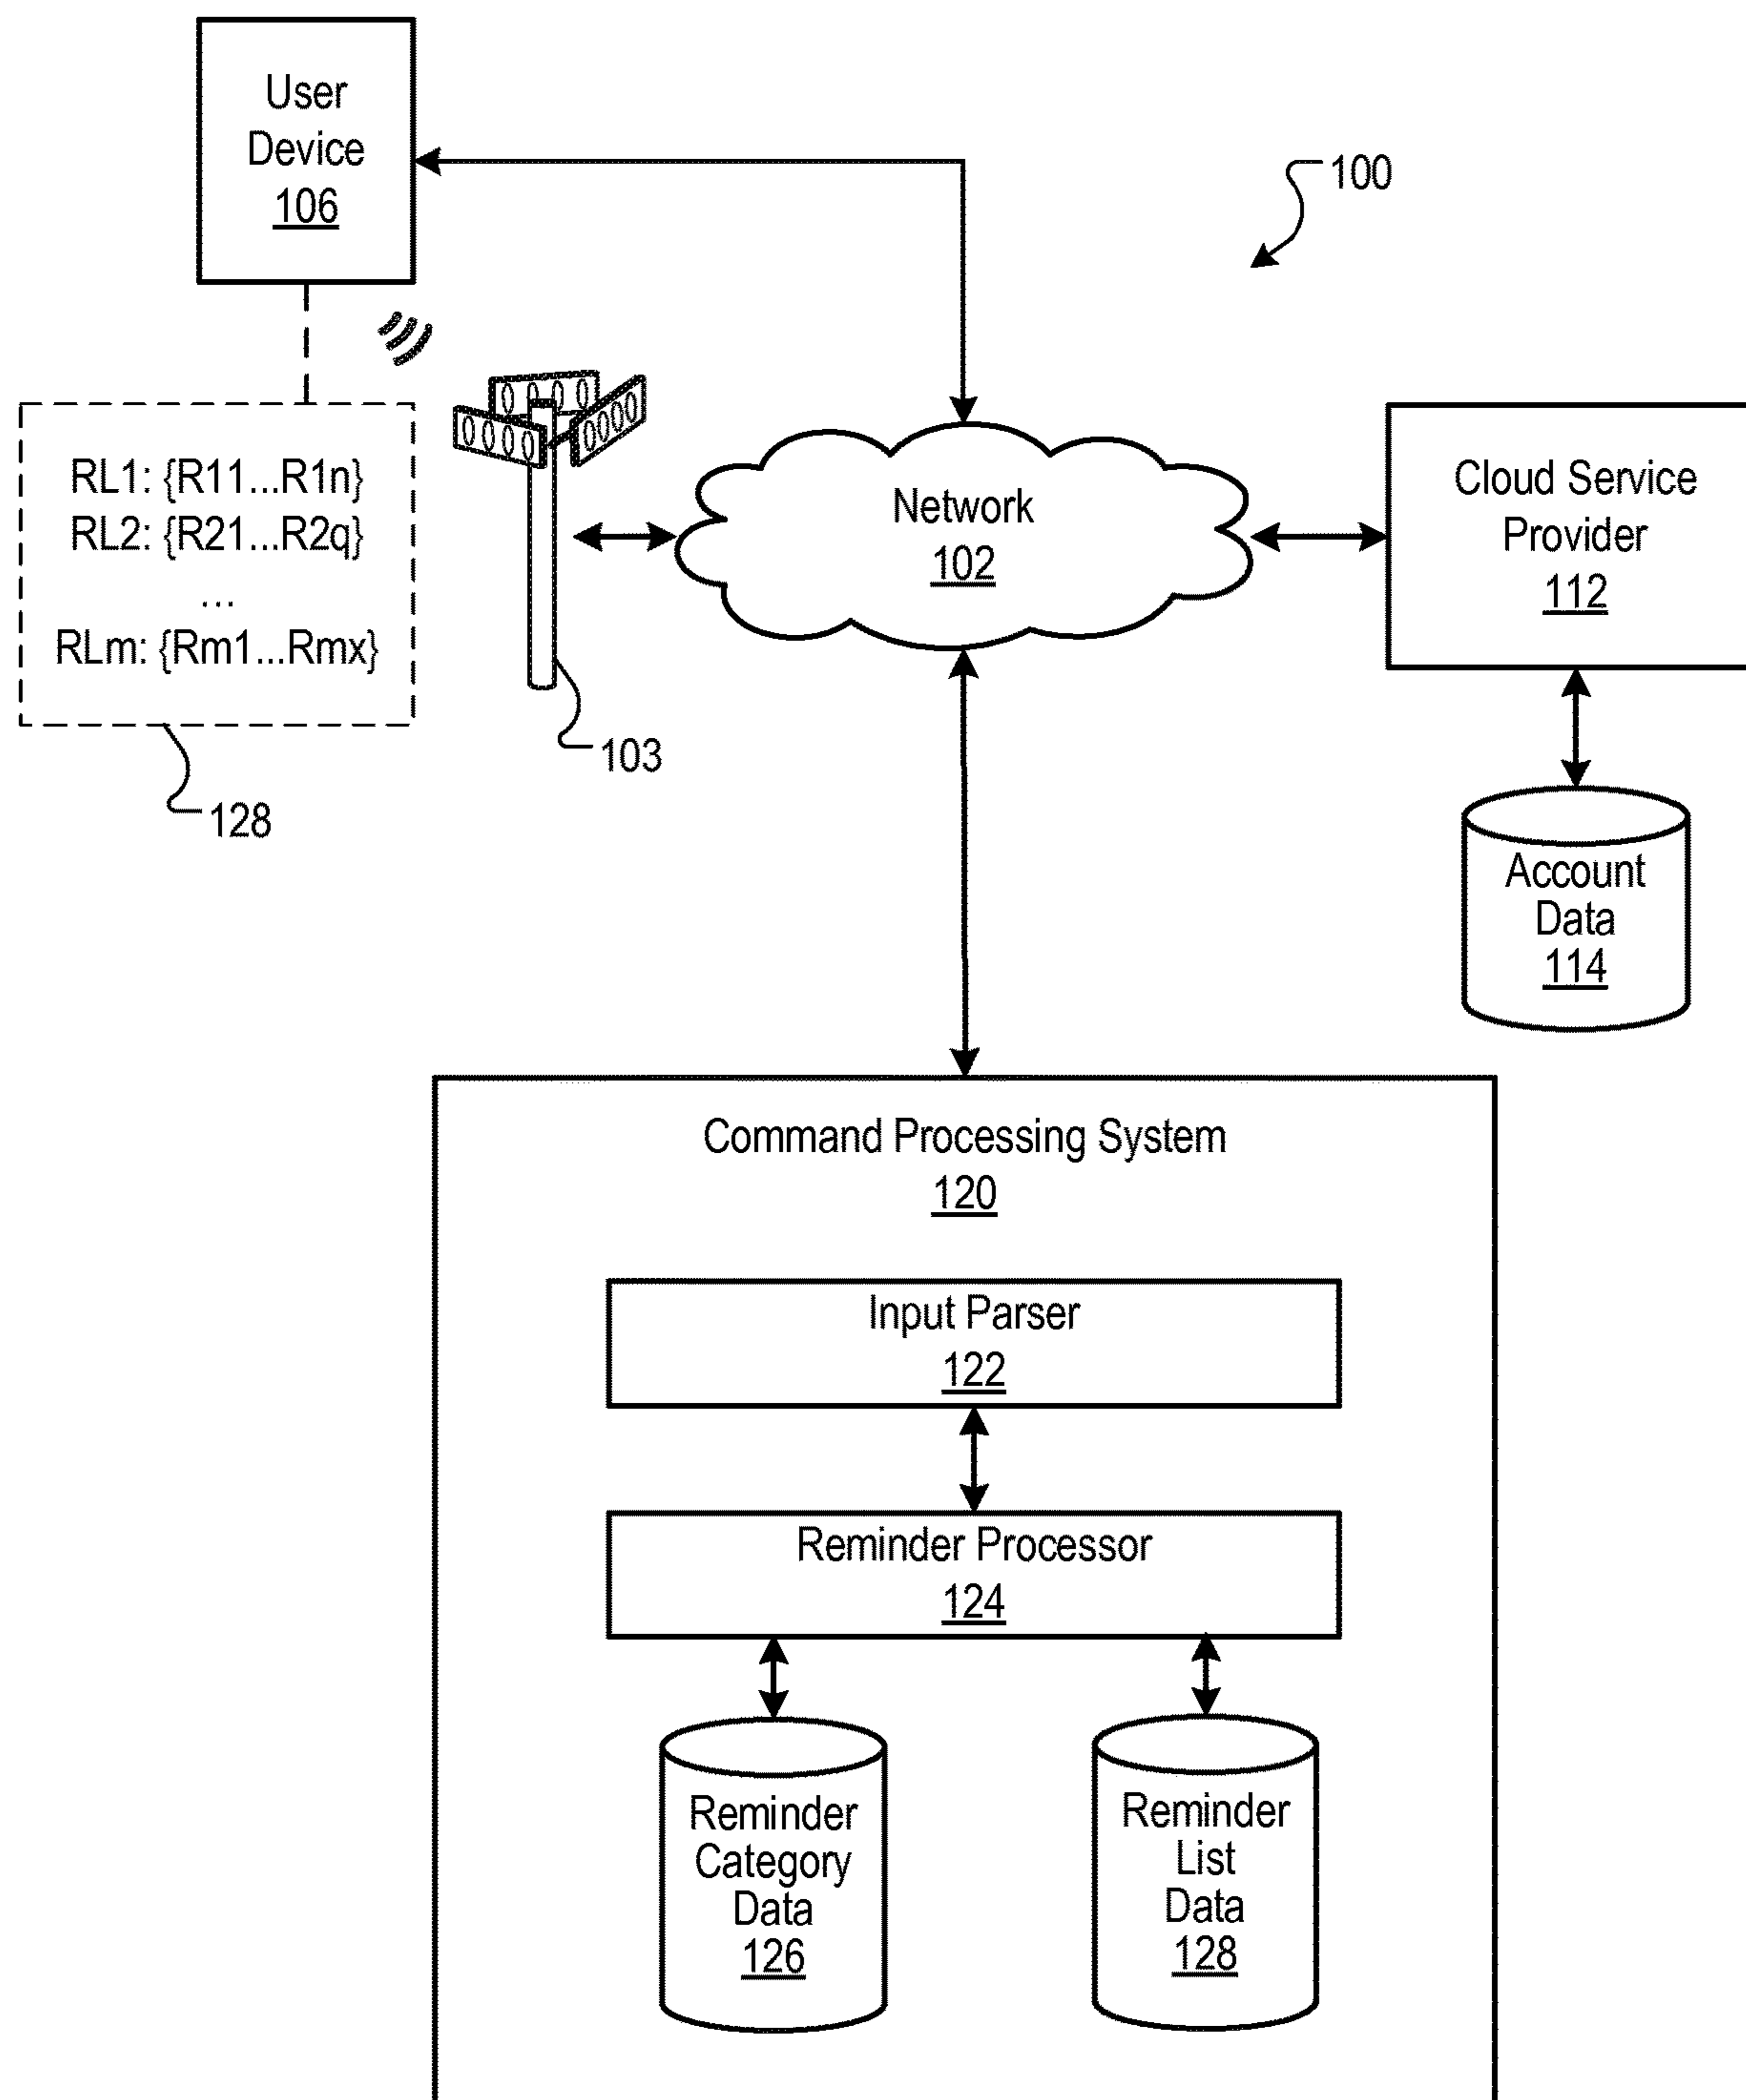 User
Device
106
100
RL1: {R11...R1n}
RL2: {R21...R2q}
...
RLm: {Rm1...Rmx}
128
103
Network
102
Cloud Service
Provider
112
Account
Data
114
Command Processing System
120
Input Parser
122
Reminder Processor
124
Reminder
Category
Data
126
Reminder
List
Data
128